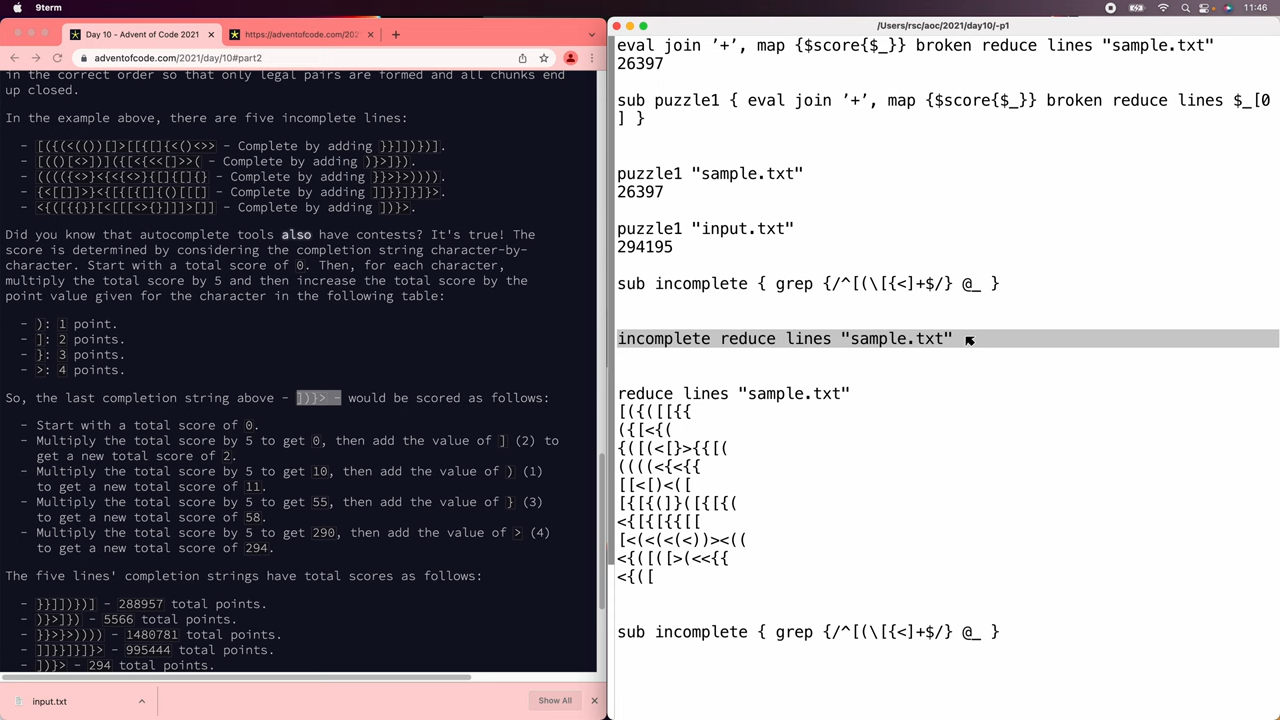 9term
11:46
Day 10 - Advent of Code 2021
https://adventofcode.com/202
/Users/rsc/aoc/2021/day10/-p1
adventofcode.com/2021/day/10#part2
in the correct order so that only legal pairs are formed and all chunks end
up closed.
In the example above, there are five incomplete lines:
- [({(<(())[]>[[{[]{<()<>> - Complete by adding }}]])})].
- [(()[<>])]({[<{<<[]>>( - Complete by adding )}>]}).
- (((({<>}<{<{<>}{[]{[]{} - Complete by adding }}>}>)))).
- {<[[]]>}<{[{[{[]{()[[[] - Complete by adding ]]}}]}]}>.
- <{([{{}}[<[[[<>{}]]]>[]] - Complete by adding ])}>.
Did you know that autocomplete tools also have contests? It's true! The
score is determined by considering the completion string character-by-
character. Start with a total score of 0. Then, for each character,
multiply the total score by 5 and then increase the total score by the
point value given for the character in the following table:
- ): 1 point.
- ]: 2 points.
- }: 3 points.
- >: 4 points.
So, the last completion string above - ])}> - would be scored as follows:
- Start with a total score of 0.
- Multiply the total score by 5 to get 0, then add the value of ] (2) to
get a new total score of 2.
- Multiply the total score by 5 to get 10, then add the value of ) (1)
to get a new total score of 11.
- Multiply the total score by 5 to get 55, then add the value of } (3)
to get a new total score of 58.
- Multiply the total score by 5 to get 290, then add the value of > (4)
to get a new total score of 294.
The five lines' completion strings have total scores as follows:
- }}]])})] - 288957 total points.
- )}>]}) - 5566 total points.
- }}>}>)))) - 1480781 total points.
- ]]}}]}]}> - 995444 total points.
- ])}> - 294 total points.
input.txt
Show All
eval join ’+’, map {$score{$_}} broken reduce lines "sample.txt"
26397
sub puzzle1 { eval join ’+’, map {$score{$_}} broken reduce lines $_[0
] }
puzzle1 "sample.txt"
26397
puzzle1 "input.txt"
294195
sub incomplete { grep {/^[(\[{<]+$/} @_ }
incomplete reduce lines "sample.txt"
reduce lines "sample.txt"
[({([[{{
({[<{(
{([(<[}>{{[(
((((<{<{{
[[<[)<([
[{[{(]}([{[{(
<{[{[{{[[
[<(<(<(<))><((
<{([([>(<<{{
<{([
sub incomplete { grep {/^[(\[{<]+$/} @_ }